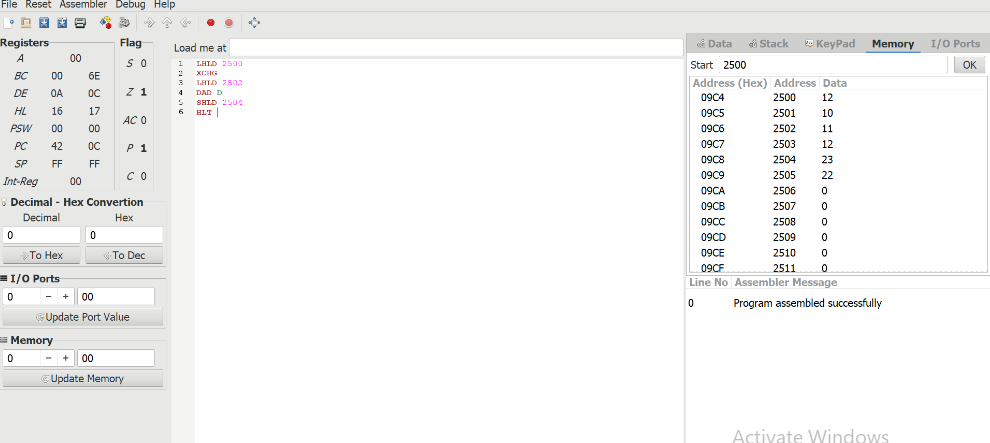 File Reset Assembler Debug Help
Registers
Flag
A 00
BC 00 6E
DE 0A 0C
HL 16 17
PSW 00 00
PC 42 0C
SP FF FF
Int-Reg 00
S 0
Z 1
AC 0
P 1
C 0
Decimal - Hex Convertion
Decimal Hex
0 0
To Hex To Dec
I/O Ports
0 − + 00
Update Port Value
Memory
0 − + 00
Update Memory
Load me at
1 LHLD 2500
2 XCHG
3 LHLD 2502
4 DAD D
5 SHLD 2504
6 HLT
Data Stack KeyPad Memory I/O Ports
Start 2500 OK
Address (Hex) Address Data
09C4 2500 12
09C5 2501 10
09C6 2502 11
09C7 2503 12
09C8 2504 23
09C9 2505 22
09CA 2506 0
09CB 2507 0
09CC 2508 0
09CD 2509 0
09CE 2510 0
09CF 2511 0
Line No Assembler Message
0 Program assembled successfully
Activate Windows